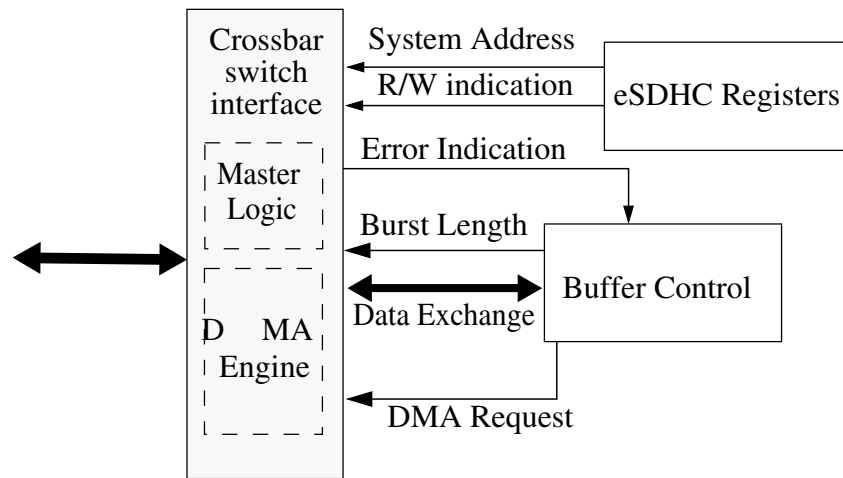 Crossbar
switch
interface
Master
Logic
D MA
Engine
System Address
R/W indication
Error Indication
Burst Length
Data Exchange
DMA Request
eSDHC Registers
Buffer Control